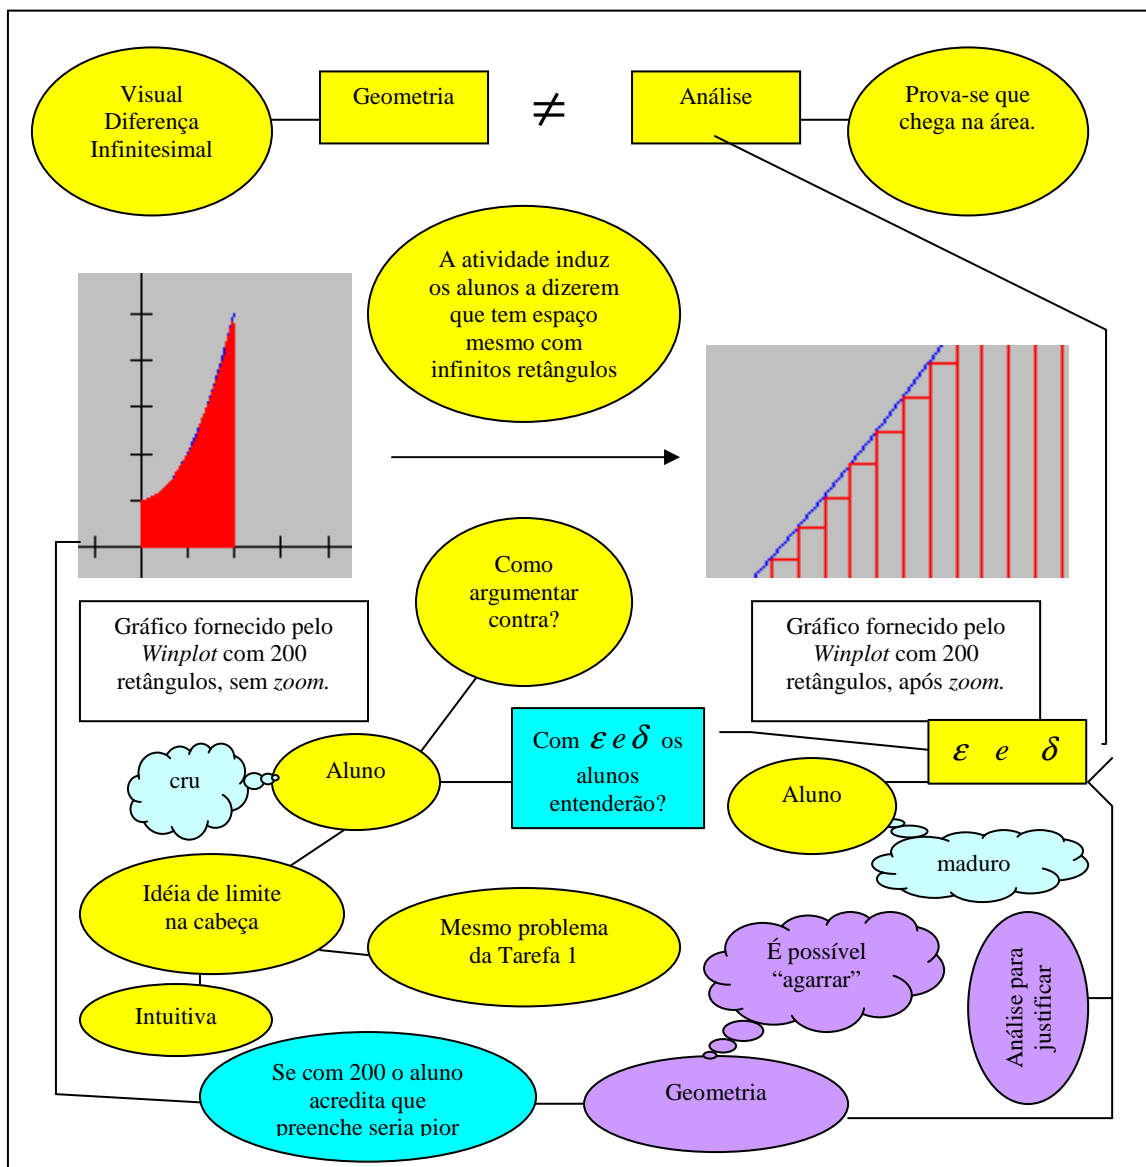 Visual
Diferença
Infinitesimal
Geometria
≠
Análise
Prova-se que
chega na área.
A atividade induz
os alunos a dizerem
que tem espaço
mesmo com
infinitos retângulos
Como
argumentar
contra?
Gráfico fornecido pelo
Winplot com 200
retângulos, sem zoom.
Gráfico fornecido pelo
Winplot com 200
retângulos, após zoom.
cru
Aluno
Com ε e δ os
alunos
entenderão?
ε e δ
Aluno
maduro
Idéia de limite
na cabeça
Mesmo problema
da Tarefa 1
Intuitiva
É possível
“agarrar”
Análise para
justificar
Se com 200 o aluno
acredita que
preenche seria pior
Geometria